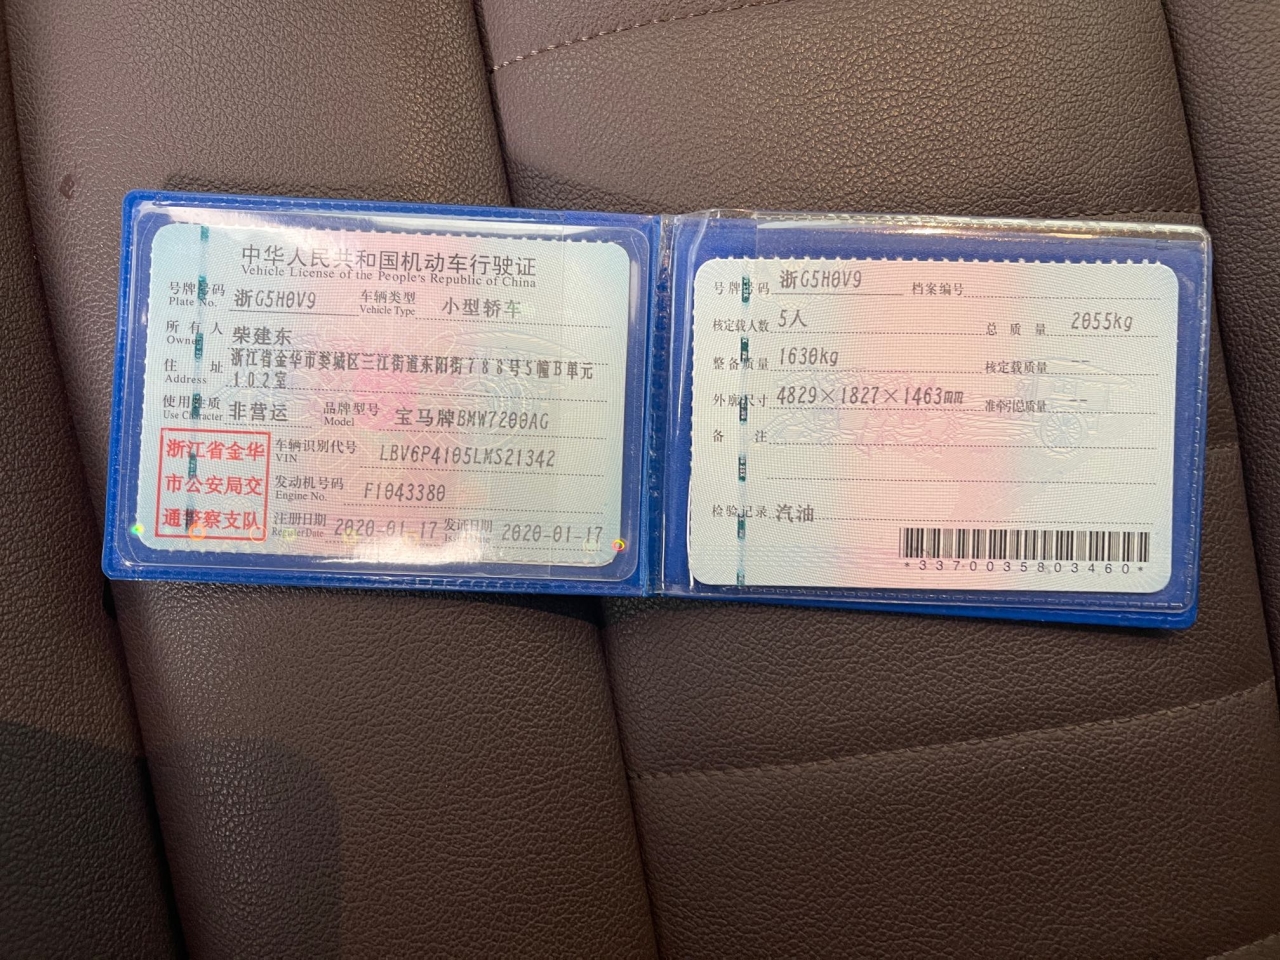 中华人民共和国机动车行驶证
Vehicle License of the People's Republic of China
号牌号码 浙G5H0V9 车辆类型 小型轿车
Plate No. Vehicle Type
所有人 柴建东
Owner
住址 浙江省金华市婺城区三江街道东阳街788号5幢B单元
Address 102室
使用性质 非营运 品牌型号 宝马牌BMW7200AG
Use Character Model
浙江省金华
市公安局交
通警察支队
车辆识别代号 LBV6P4105LMS21342
VIN
发动机号码 F1043380
Engine No.
注册日期 2020-01-17 发证日期 2020-01-17
Register Date Issue Date
号牌号码 浙G5H0V9 档案编号
核定载人数 5人 总质量 2055kg
整备质量 1630kg 核定载质量 --
外廓尺寸 4829×1827×1463mm 准牵引总质量 --
备注
检验记录 汽油
*3370035803460*